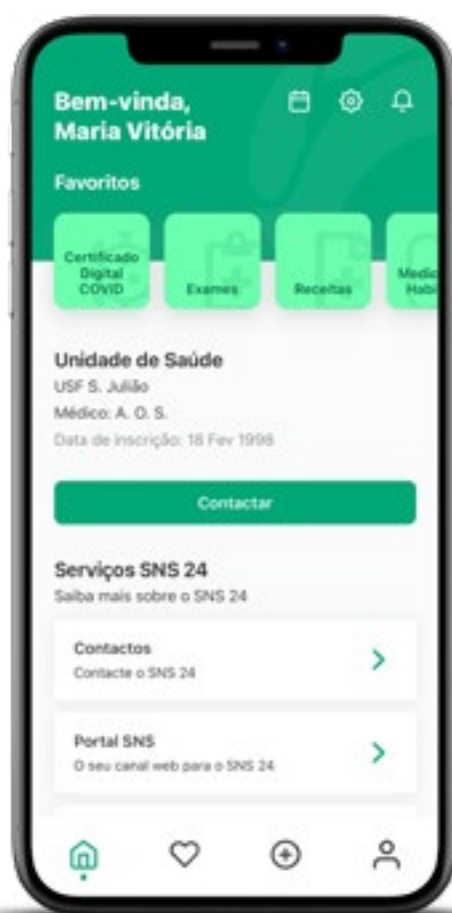 Bem-vinda,
Maria Vitória
Favoritos
Certificado
Digital
COVID
Exames
Receitas
Medic
Habi
Unidade de Saúde
USF S. Julião
Médico: A. O. S.
Data de inscrição: 18 Fev 1998
Contactar
Serviços SNS 24
Saiba mais sobre o SNS 24
Contactos
Contacte o SNS 24
Portal SNS
O seu canal web para o SNS 24